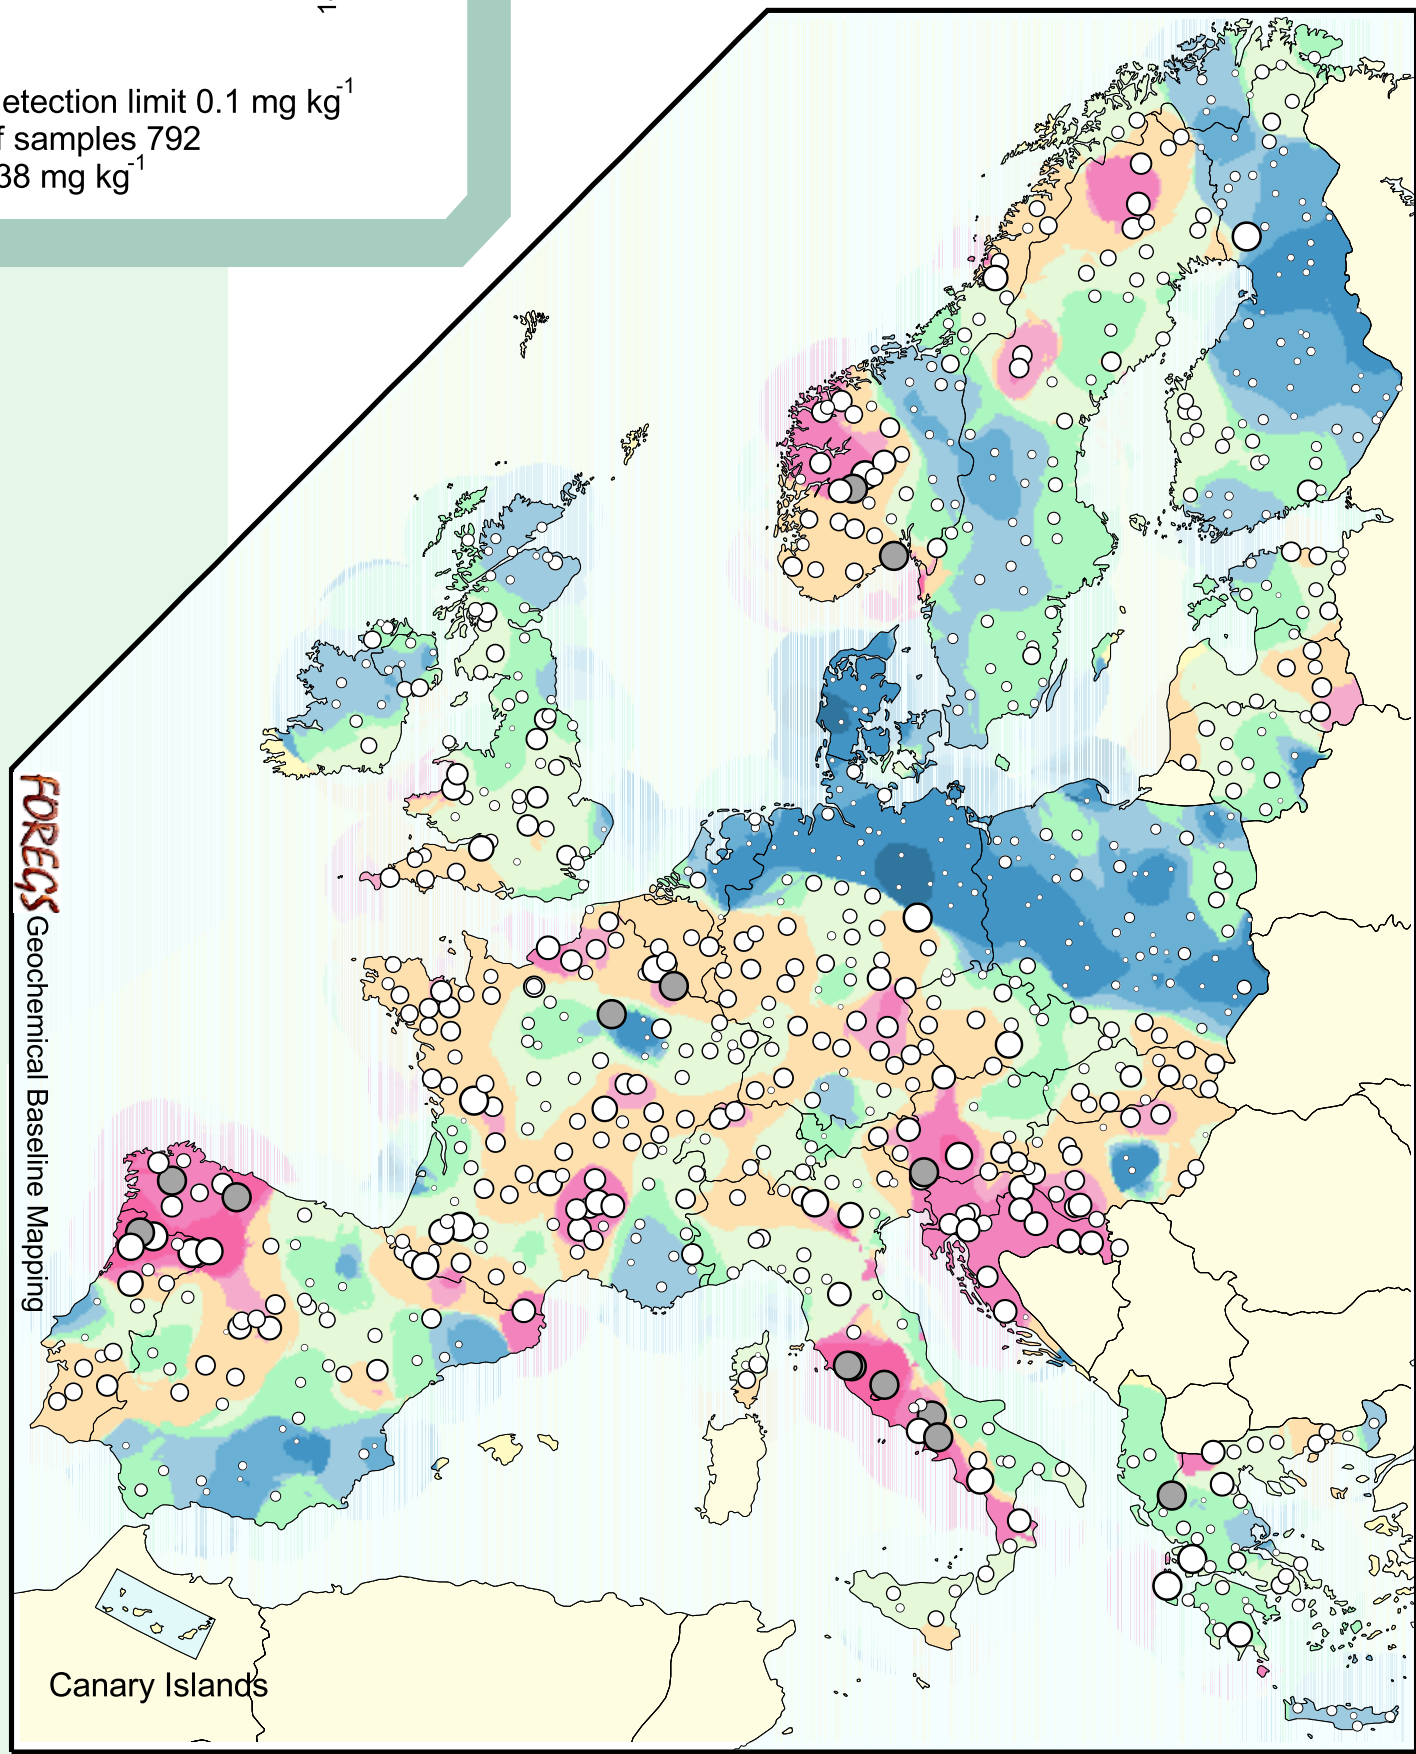 etection limit 0.1 mg kg-1
f samples 792
38 mg kg-1
FOREGS Geochemical Baseline Mapping
Canary Islands